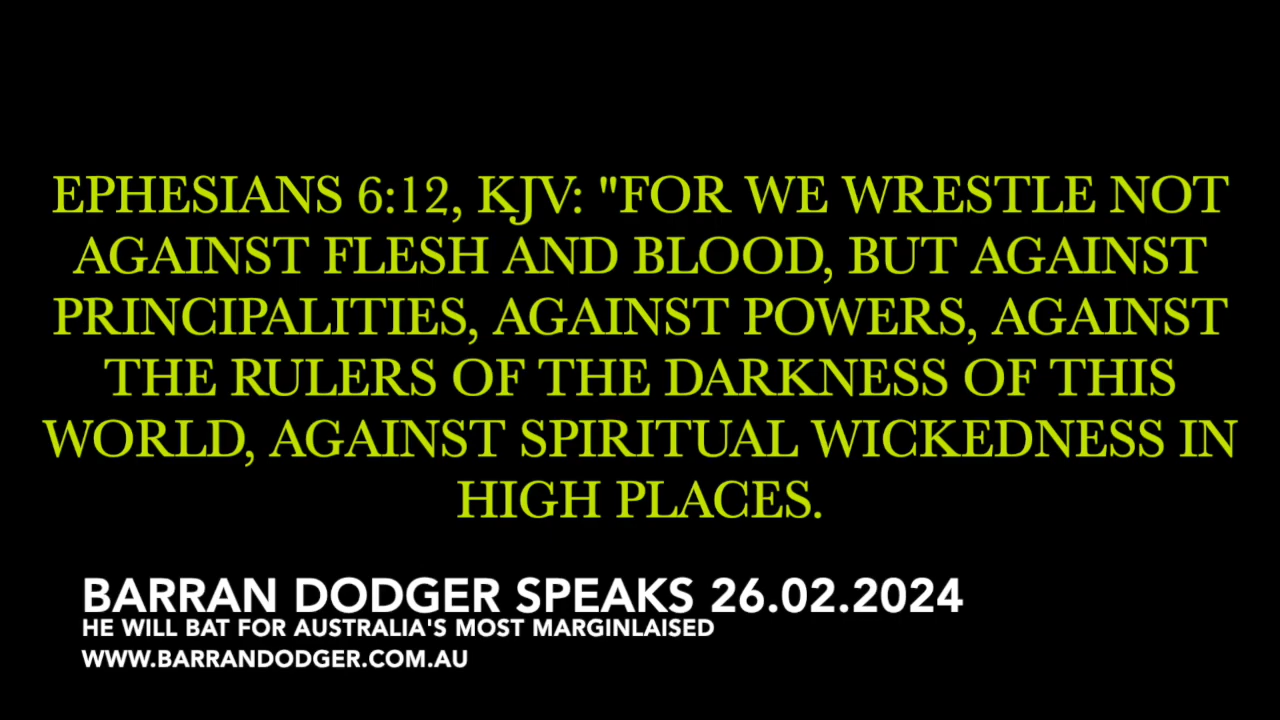 EPHESIANS 6:12, KJV: "FOR WE WRESTLE NOT
AGAINST FLESH AND BLOOD, BUT AGAINST
PRINCIPALITIES, AGAINST POWERS, AGAINST
THE RULERS OF THE DARKNESS OF THIS
WORLD, AGAINST SPIRITUAL WICKEDNESS IN
HIGH PLACES.
BARRAN DODGER SPEAKS 26.02.2024
HE WILL BAT FOR AUSTRALIA'S MOST MARGINLAISED
WWW.BARRANDODGER.COM.AU